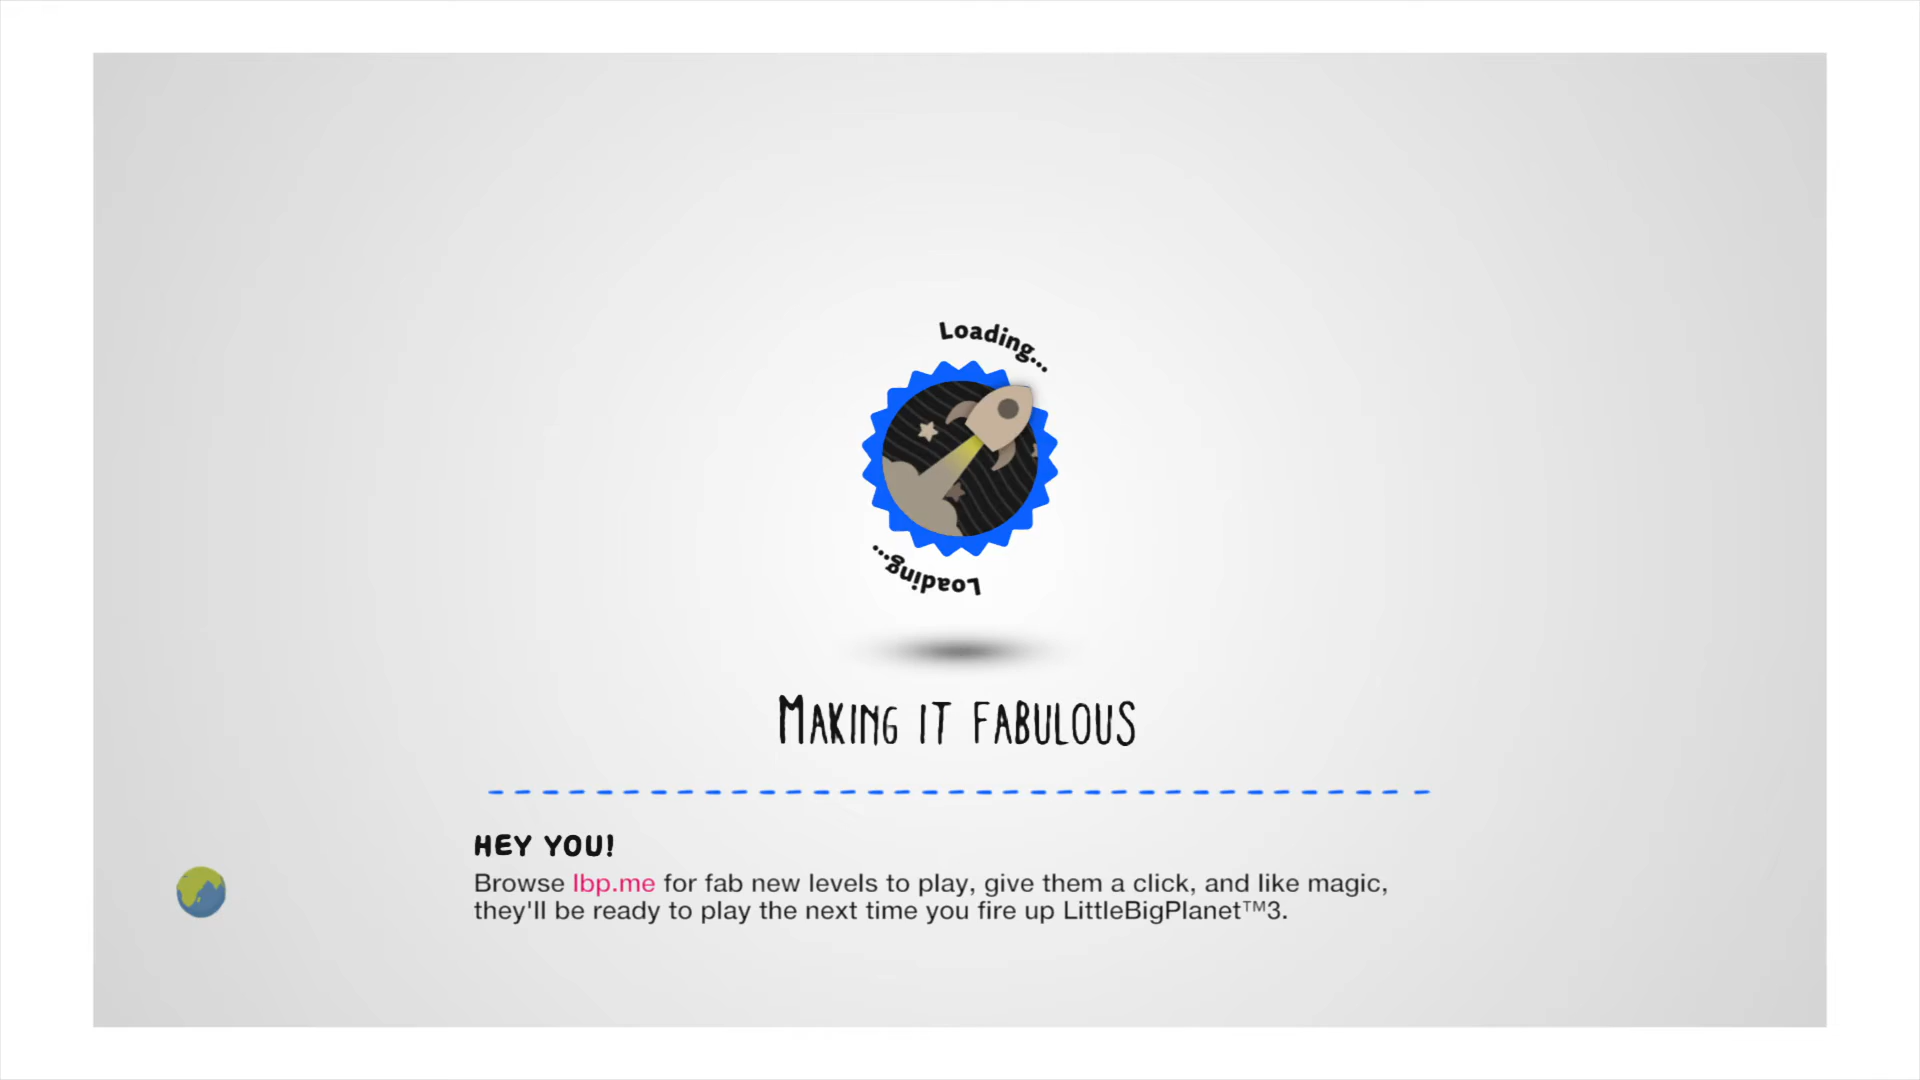 Loading...
Loading...
Making it fabulous
HEY YOU!
Browse lbp.me for fab new levels to play, give them a click, and like magic,
they'll be ready to play the next time you fire up LittleBigPlanet™3.